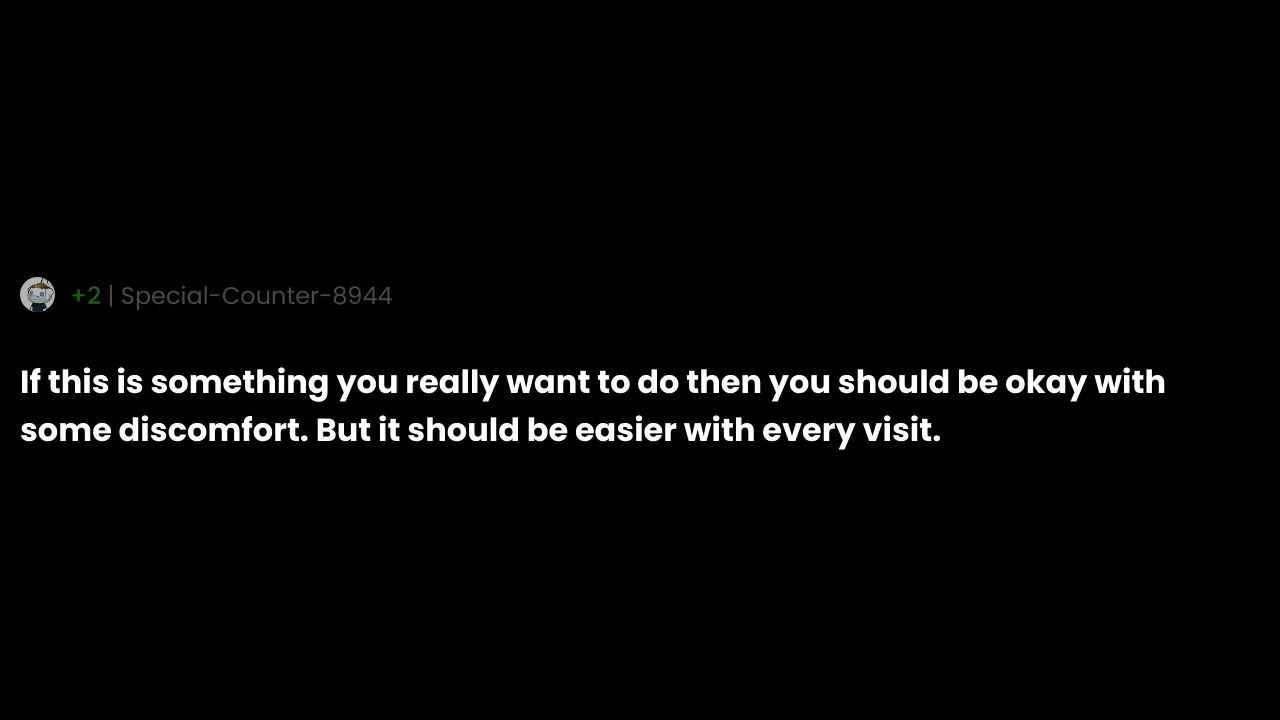 +2 | Special-Counter-8944
If this is something you really want to do then you should be okay with
some discomfort. But it should be easier with every visit.